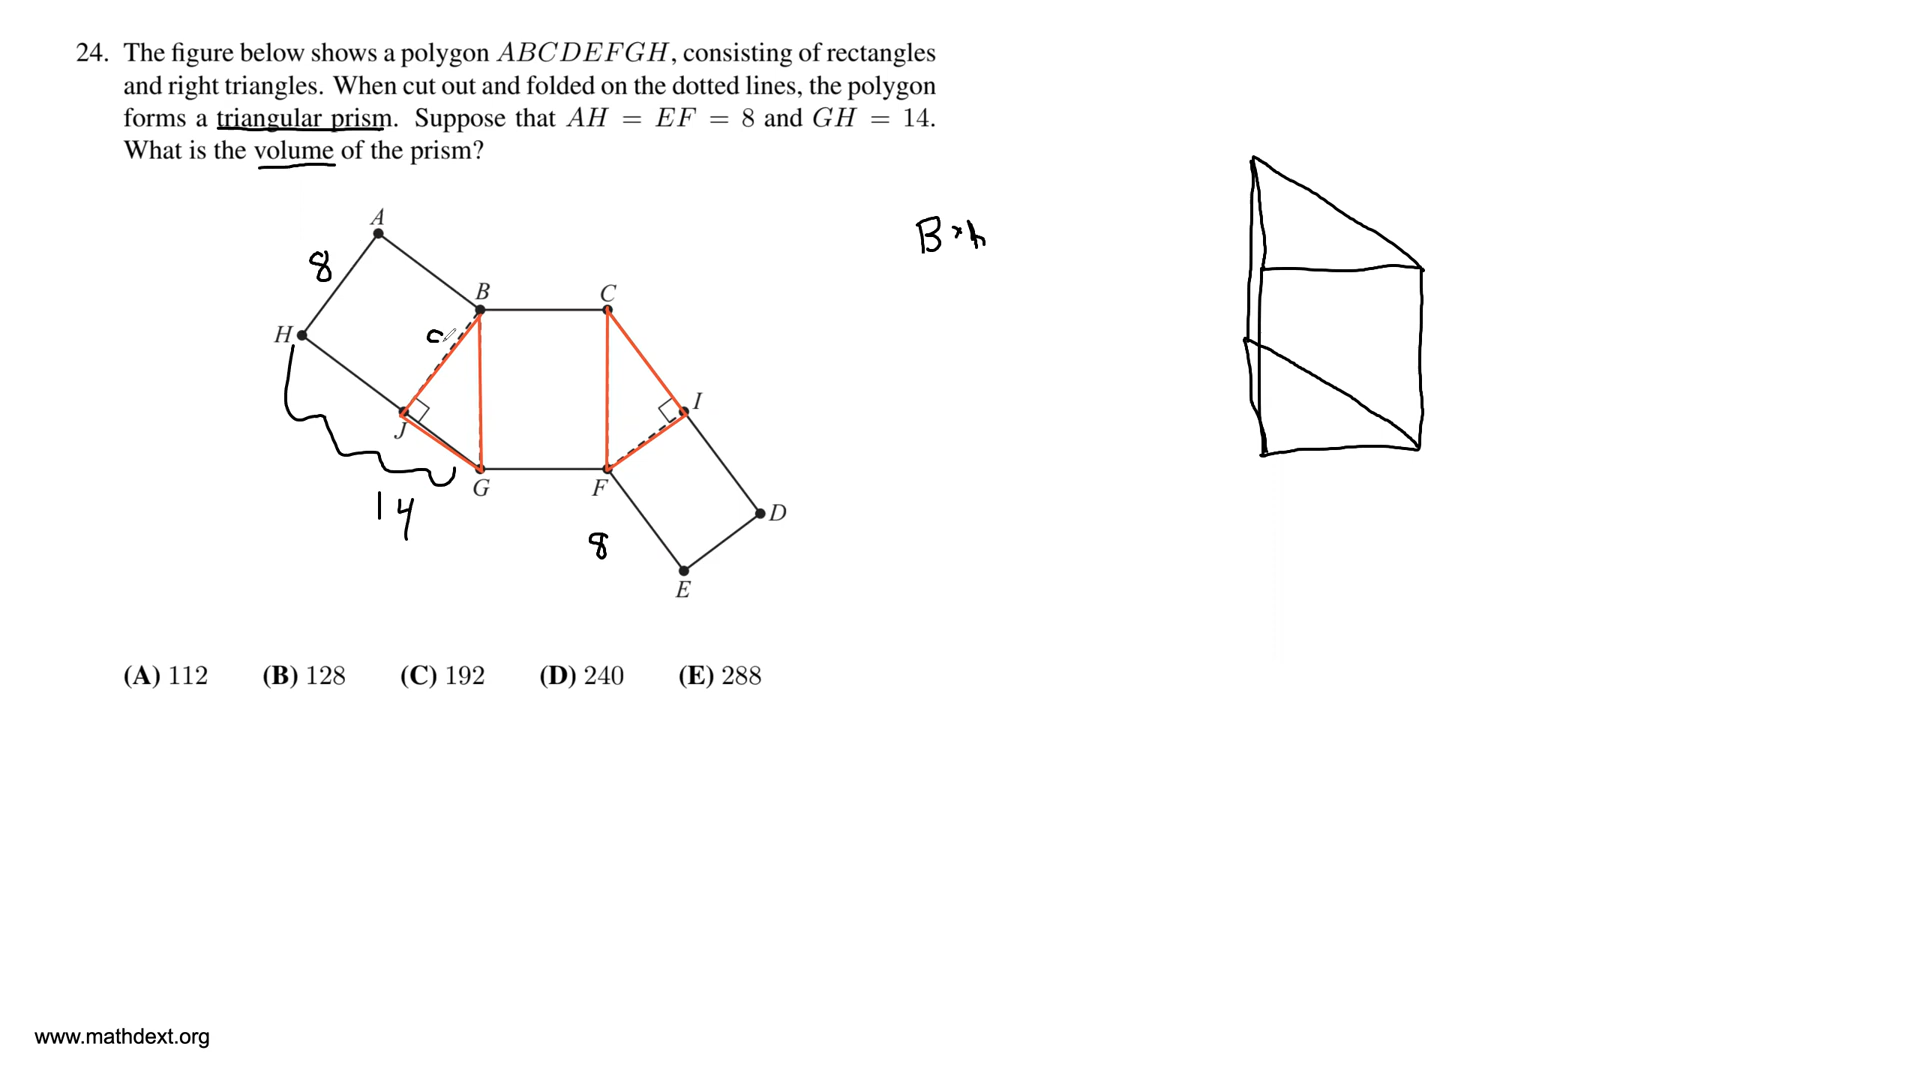 24. The figure below shows a polygon ABCDEFGH, consisting of rectangles
and right triangles. When cut out and folded on the dotted lines, the polygon
forms a triangular prism. Suppose that AH = EF = 8 and GH = 14.
What is the volume of the prism?
A
8
B × h
B
C
H
J
I
G
F
14
D
8
E
(A) 112 (B) 128 (C) 192 (D) 240 (E) 288
www.mathdext.org